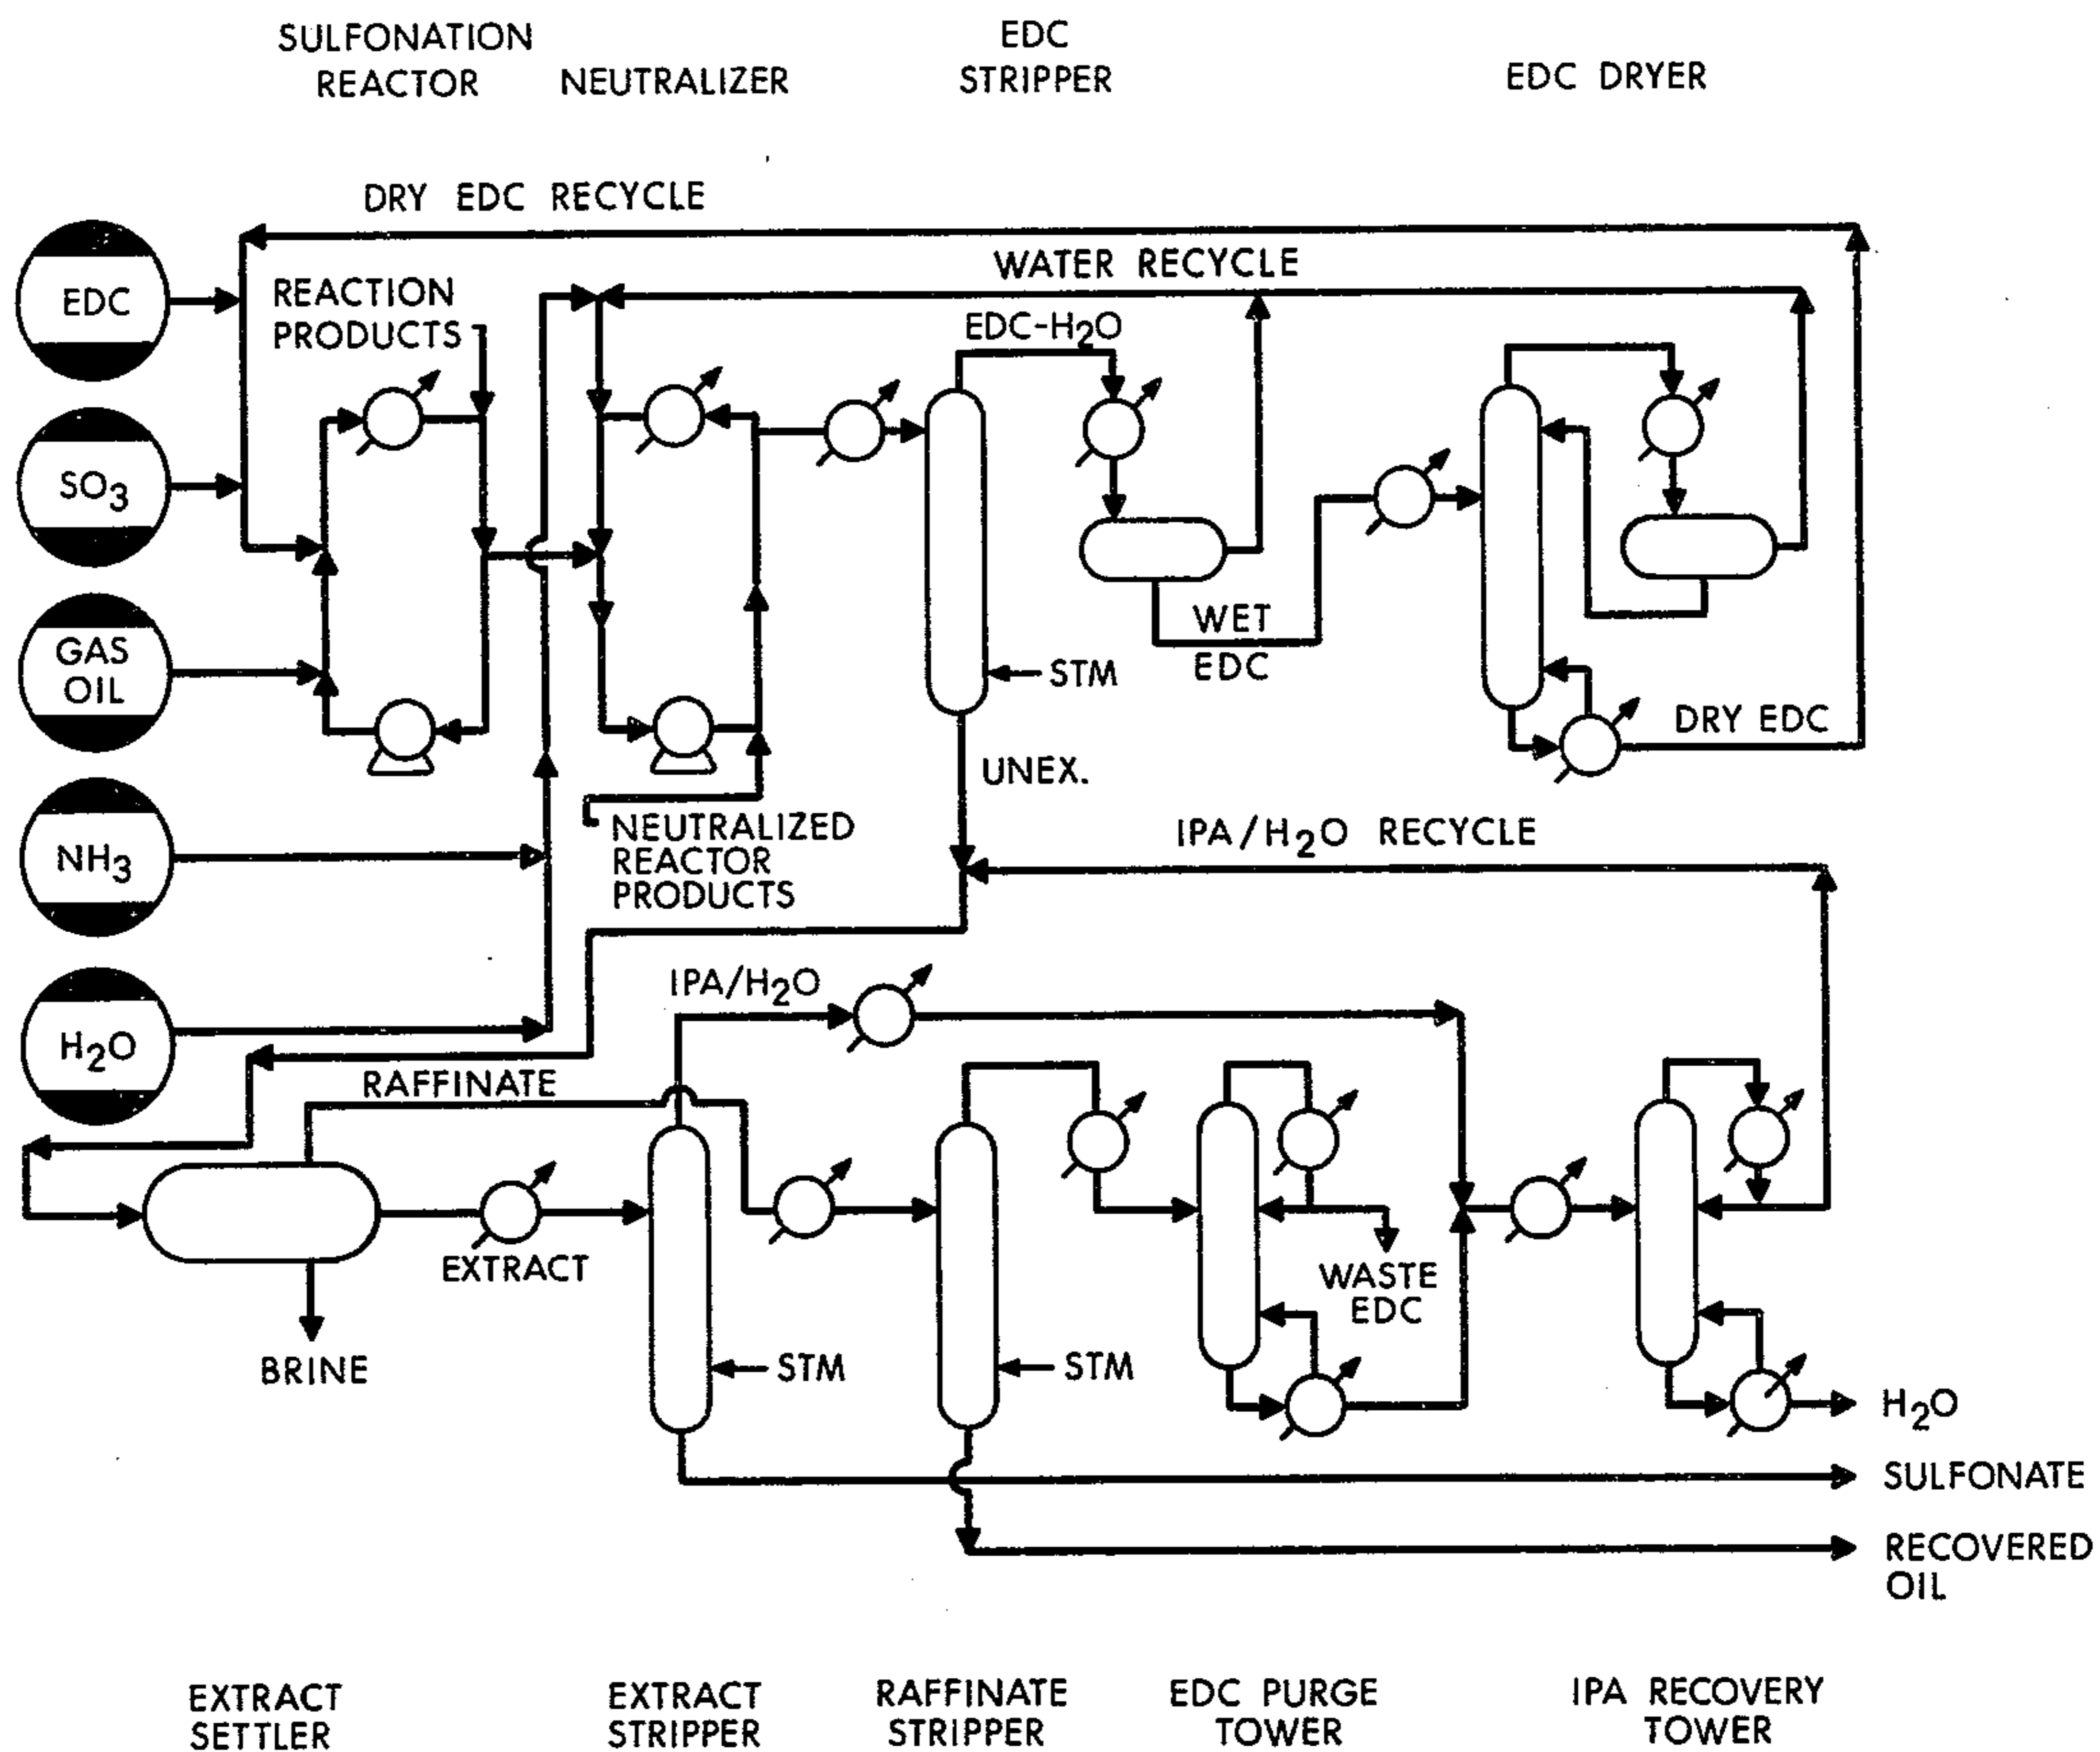 SULFONATION
REACTOR
NEUTRALIZER
EDC
STRIPPER
EDC DRYER
DRY EDC RECYCLE
WATER RECYCLE
EDC
REACTION
PRODUCTS
EDC-H2O
SO3
GAS
OIL
WET
EDC
STM
DRY EDC
UNEX.
NH3
NEUTRALIZED
REACTOR
PRODUCTS
IPA/H2O RECYCLE
H2O
IPA/H2O
RAFFINATE
EXTRACT
WASTE
EDC
BRINE
STM
STM
H2O
SULFONATE
RECOVERED
OIL
EXTRACT
SETTLER
EXTRACT
STRIPPER
RAFFINATE
STRIPPER
EDC PURGE
TOWER
IPA RECOVERY
TOWER